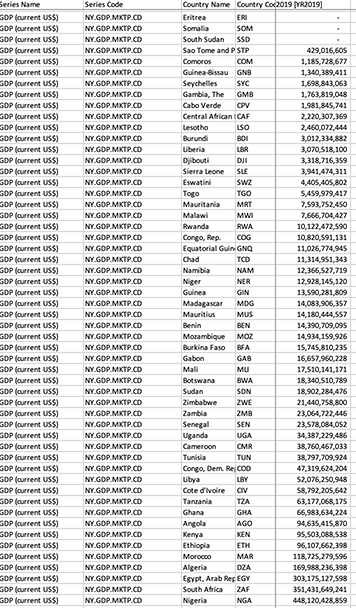 Series Name Series Code Country Name Country Co 2019 [YR2019]
GDP (current US$) NY.GDP.MKTP.CD Eritrea ERI -
GDP (current US$) NY.GDP.MKTP.CD Somalia SOM -
GDP (current US$) NY.GDP.MKTP.CD South Sudan SSD -
GDP (current US$) NY.GDP.MKTP.CD Sao Tome and P STP 429,016,605
GDP (current US$) NY.GDP.MKTP.CD Comoros COM 1,185,728,677
GDP (current US$) NY.GDP.MKTP.CD Guinea-Bissau GNB 1,340,389,411
GDP (current US$) NY.GDP.MKTP.CD Seychelles SYC 1,698,843,063
GDP (current US$) NY.GDP.MKTP.CD Gambia, The GMB 1,763,819,048
GDP (current US$) NY.GDP.MKTP.CD Cabo Verde CPV 1,981,845,741
GDP (current US$) NY.GDP.MKTP.CD Central African CAF 2,220,307,369
GDP (current US$) NY.GDP.MKTP.CD Lesotho LSO 2,460,072,444
GDP (current US$) NY.GDP.MKTP.CD Burundi BDI 3,012,334,882
GDP (current US$) NY.GDP.MKTP.CD Liberia LBR 3,070,518,100
GDP (current US$) NY.GDP.MKTP.CD Djibouti DJI 3,318,716,359
GDP (current US$) NY.GDP.MKTP.CD Sierra Leone SLE 3,941,474,311
GDP (current US$) NY.GDP.MKTP.CD Eswatini SWZ 4,405,405,802
GDP (current US$) NY.GDP.MKTP.CD Togo TGO 5,459,979,417
GDP (current US$) NY.GDP.MKTP.CD Mauritania MRT 7,593,752,450
GDP (current US$) NY.GDP.MKTP.CD Malawi MWI 7,666,704,427
GDP (current US$) NY.GDP.MKTP.CD Rwanda RWA 10,122,472,590
GDP (current US$) NY.GDP.MKTP.CD Congo, Rep. COG 10,820,591,131
GDP (current US$) NY.GDP.MKTP.CD Equatorial Guin GNQ 11,026,774,945
GDP (current US$) NY.GDP.MKTP.CD Chad TCD 11,314,951,343
GDP (current US$) NY.GDP.MKTP.CD Namibia NAM 12,366,527,719
GDP (current US$) NY.GDP.MKTP.CD Niger NER 12,928,145,120
GDP (current US$) NY.GDP.MKTP.CD Guinea GIN 13,590,281,809
GDP (current US$) NY.GDP.MKTP.CD Madagascar MDG 14,083,906,357
GDP (current US$) NY.GDP.MKTP.CD Mauritius MUS 14,180,444,557
GDP (current US$) NY.GDP.MKTP.CD Benin BEN 14,390,709,095
GDP (current US$) NY.GDP.MKTP.CD Mozambique MOZ 14,934,159,926
GDP (current US$) NY.GDP.MKTP.CD Burkina Faso BFA 15,745,810,235
GDP (current US$) NY.GDP.MKTP.CD Gabon GAB 16,657,960,228
GDP (current US$) NY.GDP.MKTP.CD Mali MLI 17,510,141,171
GDP (current US$) NY.GDP.MKTP.CD Botswana BWA 18,340,510,789
GDP (current US$) NY.GDP.MKTP.CD Sudan SDN 18,902,284,476
GDP (current US$) NY.GDP.MKTP.CD Zimbabwe ZWE 21,440,758,800
GDP (current US$) NY.GDP.MKTP.CD Zambia ZMB 23,064,722,446
GDP (current US$) NY.GDP.MKTP.CD Senegal SEN 23,578,084,052
GDP (current US$) NY.GDP.MKTP.CD Uganda UGA 34,387,229,486
GDP (current US$) NY.GDP.MKTP.CD Cameroon CMR 38,760,467,033
GDP (current US$) NY.GDP.MKTP.CD Tunisia TUN 38,797,709,924
GDP (current US$) NY.GDP.MKTP.CD Congo, Dem. Re COD 47,319,624,204
GDP (current US$) NY.GDP.MKTP.CD Libya LBY 52,076,250,948
GDP (current US$) NY.GDP.MKTP.CD Cote d'Ivoire CIV 58,792,205,642
GDP (current US$) NY.GDP.MKTP.CD Tanzania TZA 63,177,068,175
GDP (current US$) NY.GDP.MKTP.CD Ghana GHA 66,983,634,224
GDP (current US$) NY.GDP.MKTP.CD Angola AGO 94,635,415,870
GDP (current US$) NY.GDP.MKTP.CD Kenya KEN 95,503,088,538
GDP (current US$) NY.GDP.MKTP.CD Ethiopia ETH 96,107,662,398
GDP (current US$) NY.GDP.MKTP.CD Morocco MAR 118,725,279,596
GDP (current US$) NY.GDP.MKTP.CD Algeria DZA 169,988,236,398
GDP (current US$) NY.GDP.MKTP.CD Egypt, Arab Rep EGY 303,175,127,598
GDP (current US$) NY.GDP.MKTP.CD South Africa ZAF 351,431,649,241
GDP (current US$) NY.GDP.MKTP.CD Nigeria NGA 448,120,428,859